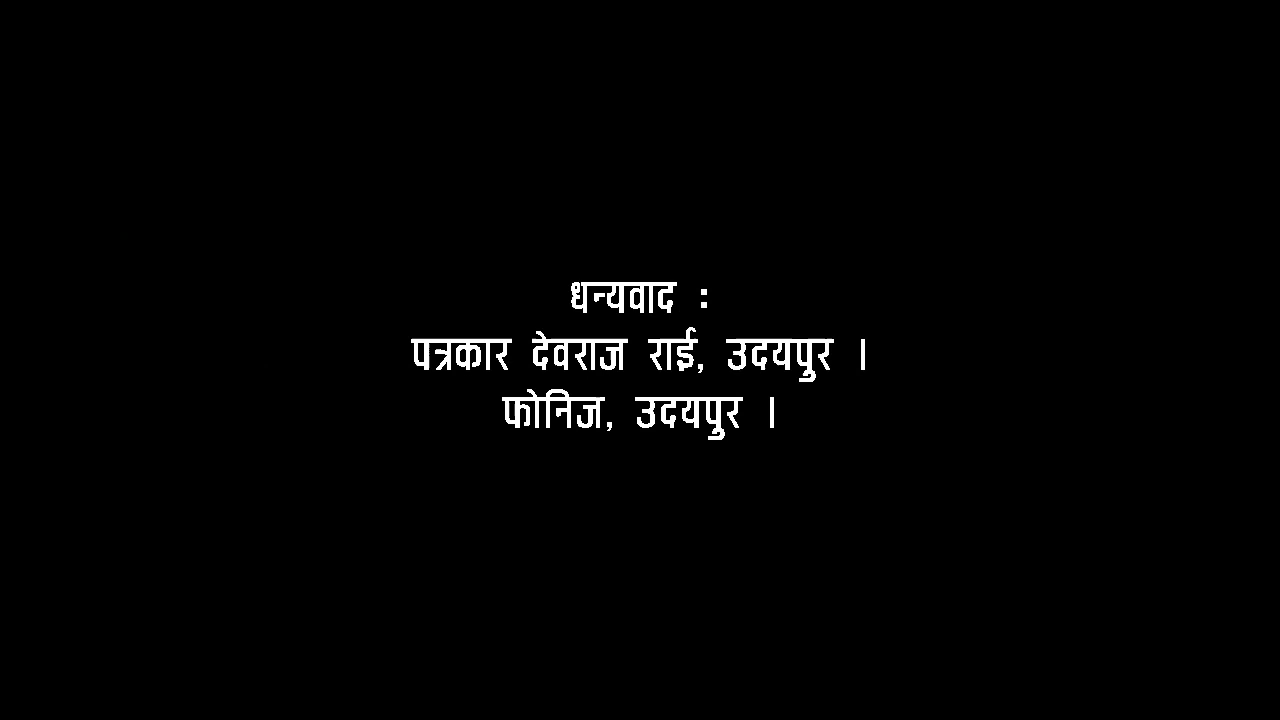 धन्यवाद :
पत्रकार देवराज राई, उदयपुर ।
फोनिज, उदयपुर ।